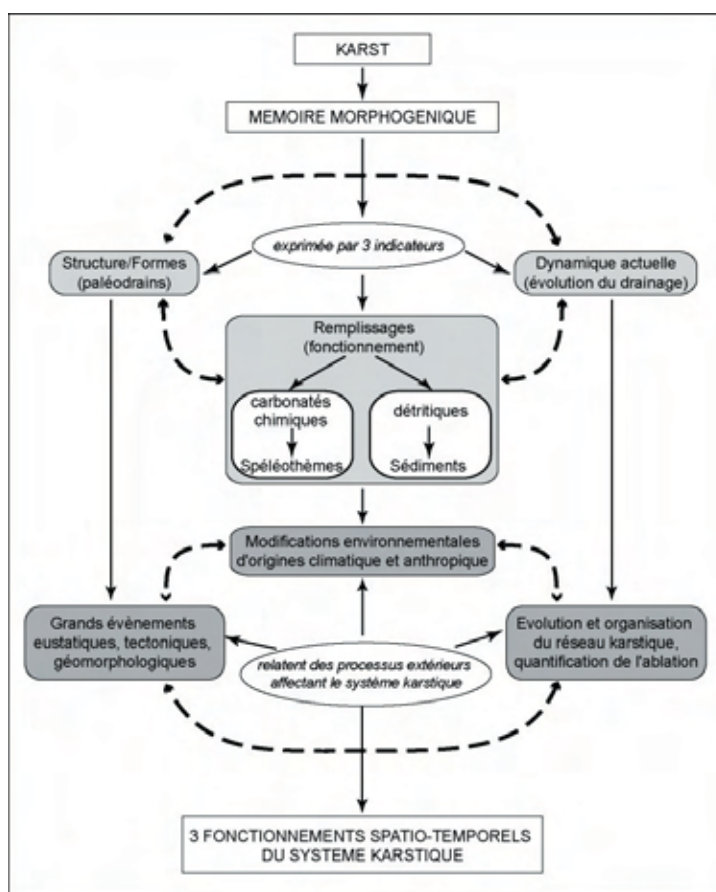 KARST
MEMOIRE MORPHOGENIQUE
exprimée par 3 indicateurs
Structure/Formes
(paléodrains)
Dynamique actuelle
(évolution du drainage)
Remplissages
(fonctionnement)
carbonatés
chimiques
Spéléothèmes
détritiques
Sédiments
Modifications environnementales
d'origines climatique et anthropique
Grands évènements
eustatiques, tectoniques,
géomorphologiques
Evolution et organisation
du réseau karstique,
quantification de l'ablation
relatent des processus extérieurs
affectant le système karstique
3 FONCTIONNEMENTS SPATIO-TEMPORELS
DU SYSTEME KARSTIQUE